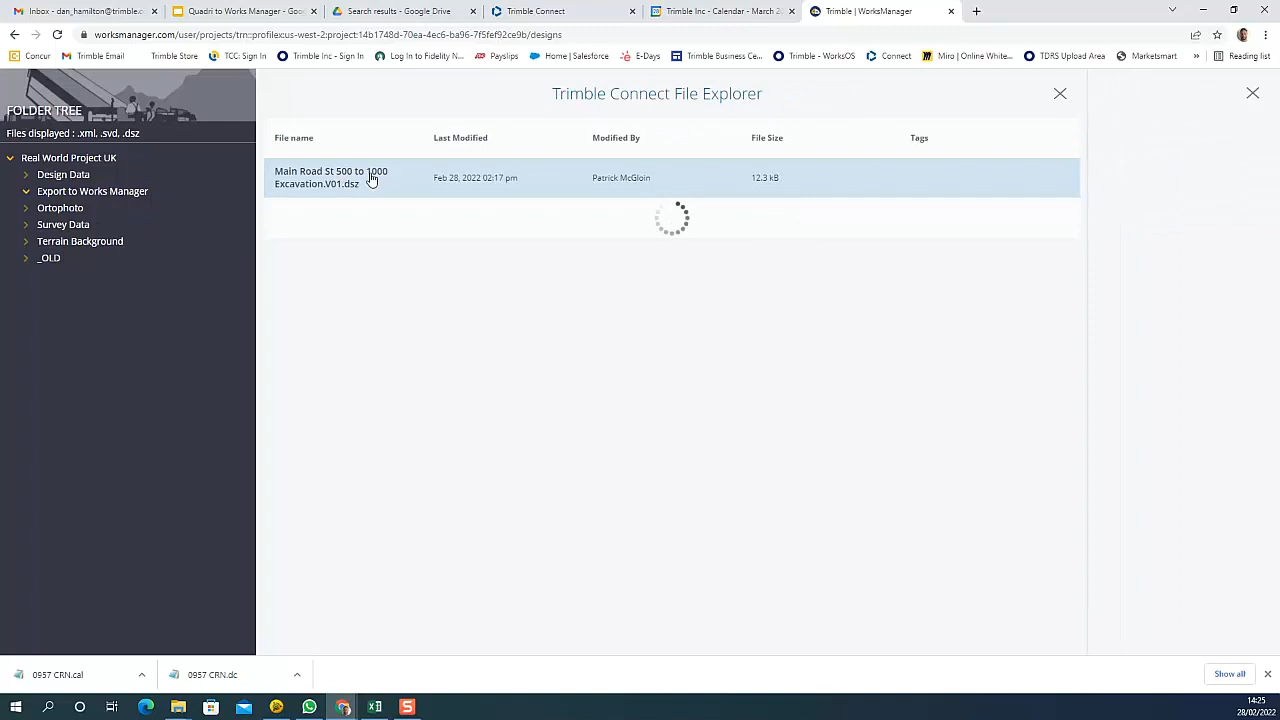 Inbox - dan_hamilton@trimble.c
Quadri to Works Manager - Goo
Search results - Google Drive
Trimble Connect
Trimble Inc - Calendar - March 2
Trimble | WorksManager
worksmanager.com/user/projects/trn:profilex:us-west-2:project:14b1748d-70ea-4ec6-ba96-7f5fef92ce9b/designs
Concur
Trimble Email
Trimble Store
TCC: Sign In
Trimble Inc - Sign In
Log In to Fidelity N...
Payslips
Home | Salesforce
E-Days
Trimble Business Ce...
Trimble - WorksOS
Connect
Miro | Online White...
TDRS Upload Area
Marketsmart
»
Reading list
FOLDER TREE
Files displayed : .xml, .svd, .dsz
Real World Project UK
Design Data
Export to Works Manager
Ortophoto
Survey Data
Terrain Background
_OLD
Trimble Connect File Explorer
File name
Last Modified
Modified By
File Size
Tags
Main Road St 500 to 1000
Excavation.V01.dsz
Feb 28, 2022 02:17 pm
Patrick McGloin
12.3 kB
0957 CRN.cal
0957 CRN.dc
Show all
14:25
28/02/2022